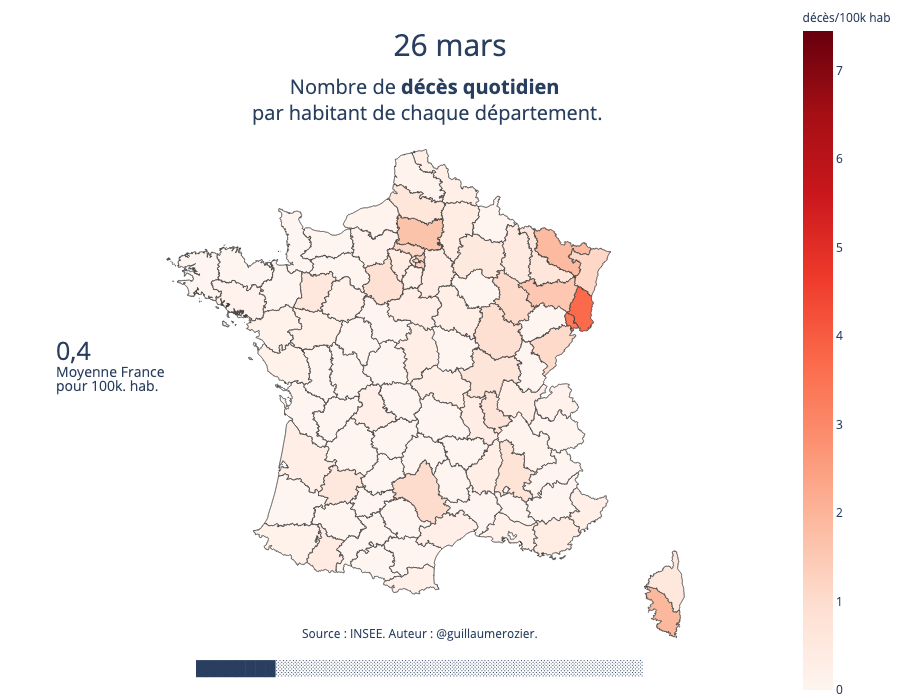 décès/100k hab
26 mars
Nombre de décès quotidien
par habitant de chaque département.
7
6
5
4
3
2
1
0
0,4
Moyenne France
pour 100k. hab.
Source : INSEE. Auteur : @guillaumerozier.